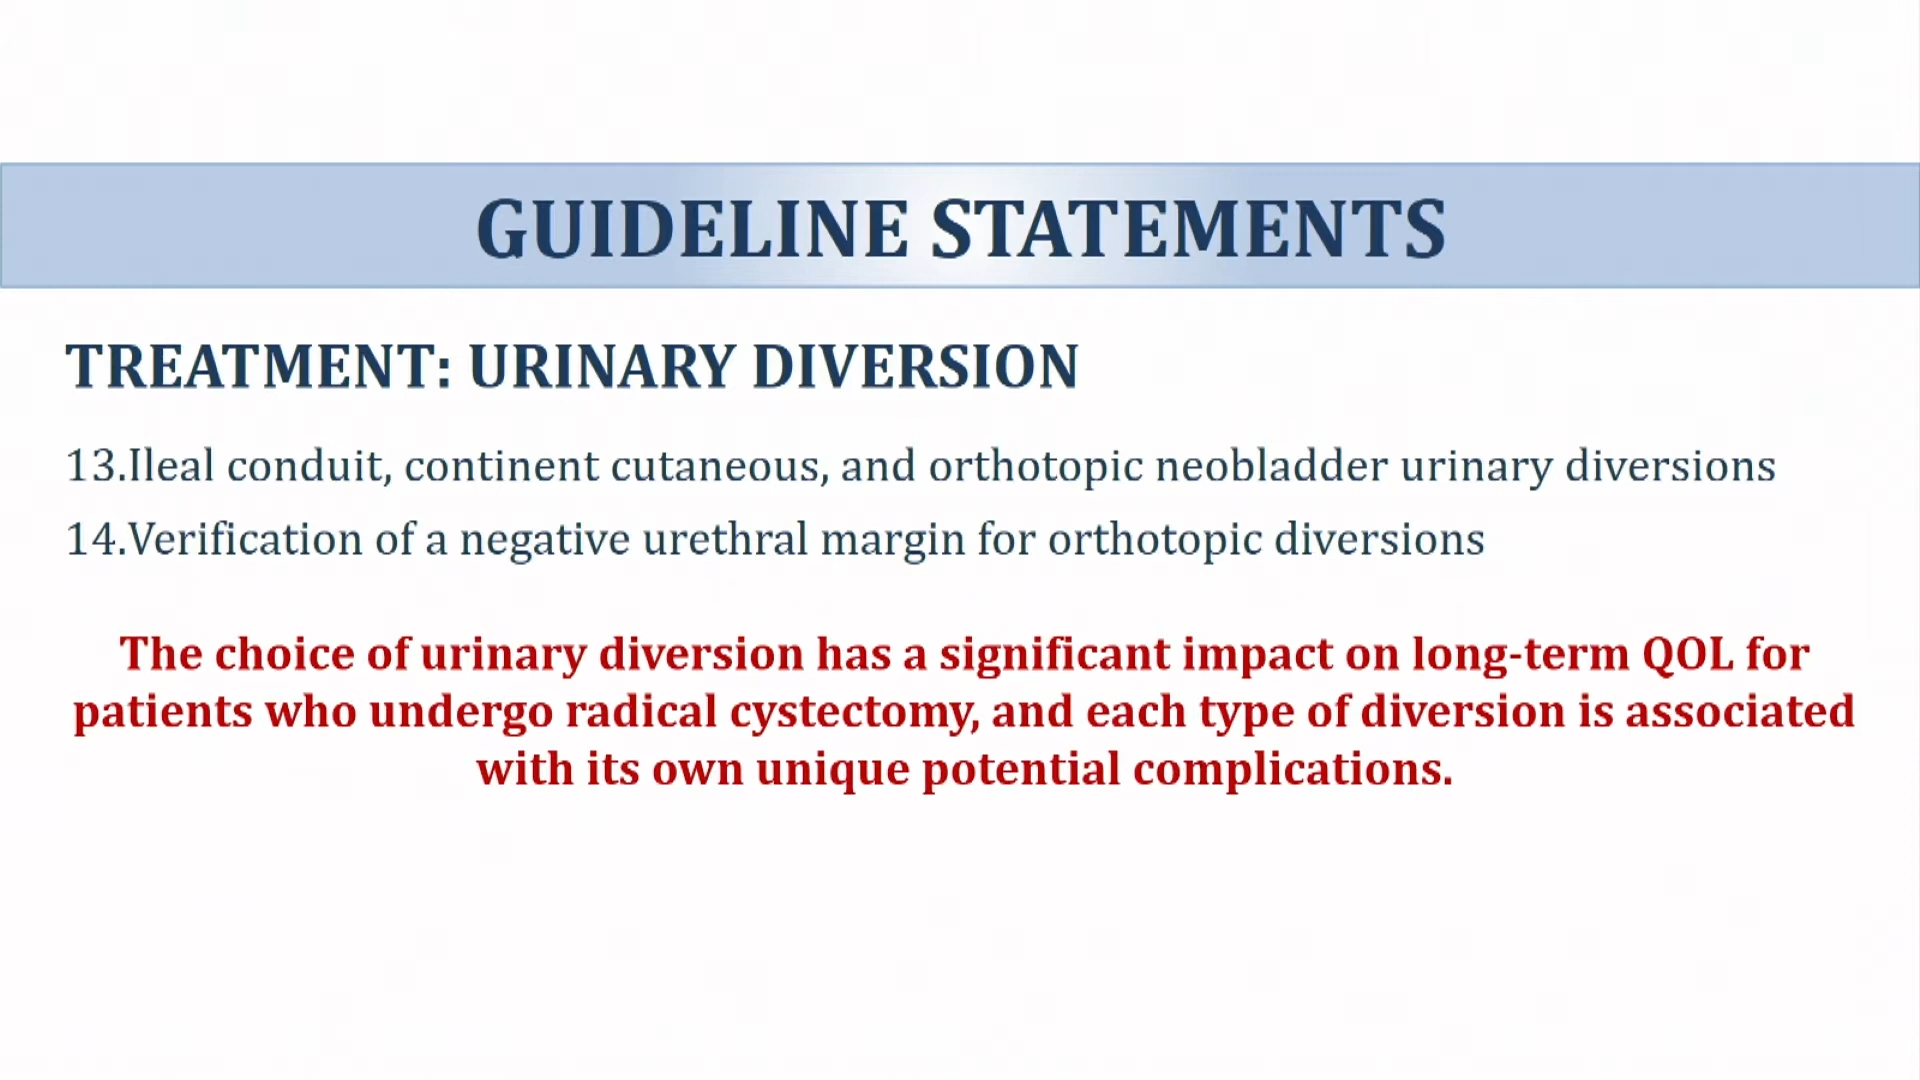 GUIDELINE STATEMENTS
TREATMENT: URINARY DIVERSION
13.Ileal conduit, continent cutaneous, and orthotopic neobladder urinary diversions
14.Verification of a negative urethral margin for orthotopic diversions
The choice of urinary diversion has a significant impact on long-term QOL for
patients who undergo radical cystectomy, and each type of diversion is associated
with its own unique potential complications.